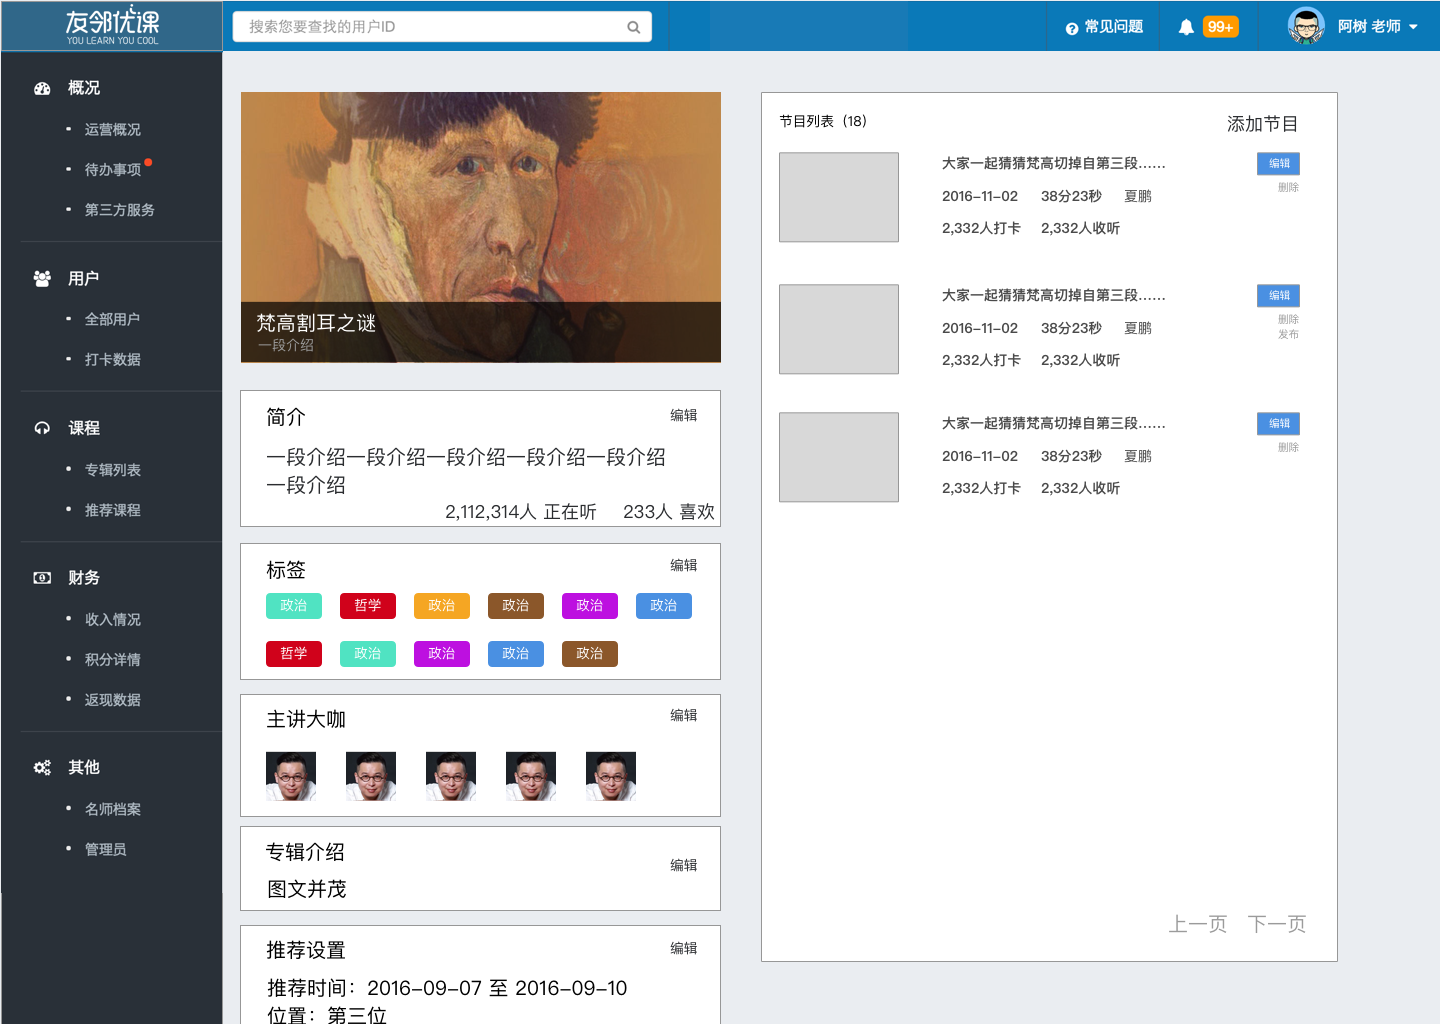 友邻优课
YOU LEARN YOU COOL
搜索您要查找的用户ID
常见问题
99+
阿树 老师
概况
运营概况
待办事项
第三方服务
用户
全部用户
打卡数据
课程
专辑列表
推荐课程
财务
收入情况
积分详情
返现数据
其他
名师档案
管理员
梵高割耳之谜
一段介绍
简介
编辑
一段介绍一段介绍一段介绍一段介绍一段介绍
一段介绍
2,112,314人 正在听 233人 喜欢
标签
编辑
政治 哲学 政治 政治 政治 政治
哲学 政治 政治 政治 政治
主讲大咖
编辑
专辑介绍
编辑
图文并茂
推荐设置
编辑
推荐时间：2016-09-07 至 2016-09-10
位置：第三位
节目列表（18）
添加节目
大家一起猜猜梵高切掉自第三段……
编辑
删除
2016-11-02 38分23秒 夏鹏
2,332人打卡 2,332人收听
大家一起猜猜梵高切掉自第三段……
编辑
删除
发布
2016-11-02 38分23秒 夏鹏
2,332人打卡 2,332人收听
大家一起猜猜梵高切掉自第三段……
编辑
删除
2016-11-02 38分23秒 夏鹏
2,332人打卡 2,332人收听
上一页 下一页